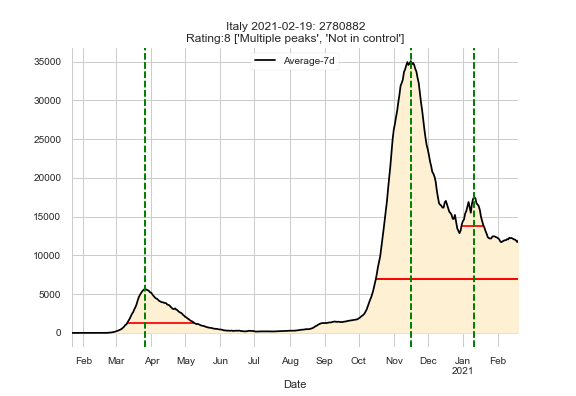 Italy 2021-02-19: 2780882
Rating:8 ['Multiple peaks', 'Not in control']
Average-7d
35000
30000
25000
20000
15000
10000
5000
0
Feb Mar Apr May Jun Jul Aug Sep Oct Nov Dec Jan Feb
2021
Date